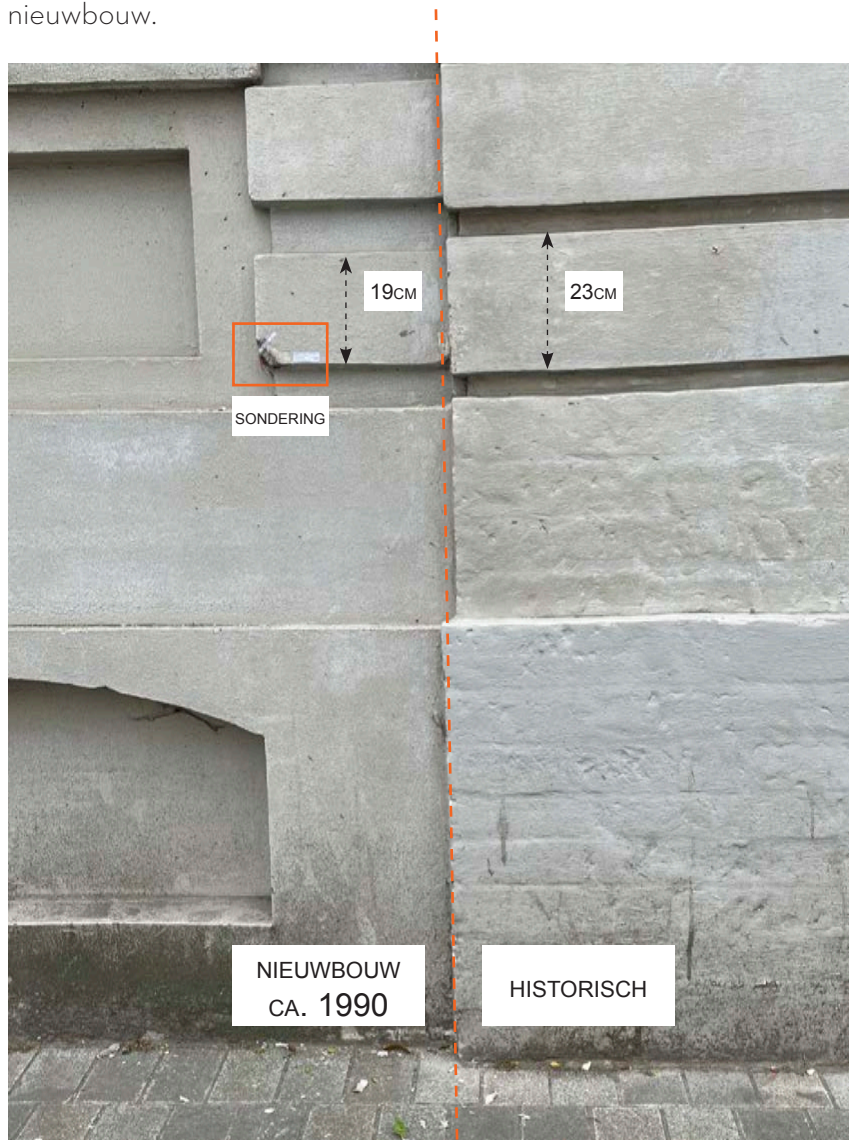 nieuwbouw.
19CM
23CM
SONDERING
NIEUWBOUW
CA. 1990
HISTORISCH